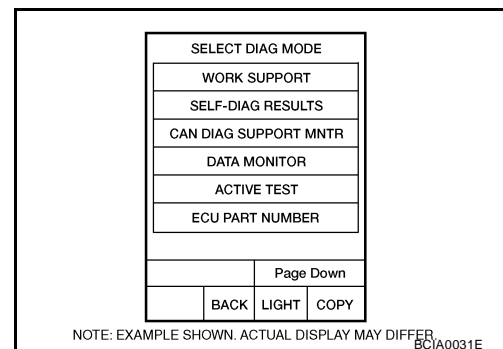 SELECT DIAG MODE
WORK SUPPORT
SELF-DIAG RESULTS
CAN DIAG SUPPORT MNTR
DATA MONITOR
ACTIVE TEST
ECU PART NUMBER
Page Down
BACK LIGHT COPY
NOTE: EXAMPLE SHOWN. ACTUAL DISPLAY MAY DIFFER.
BCIA0031E